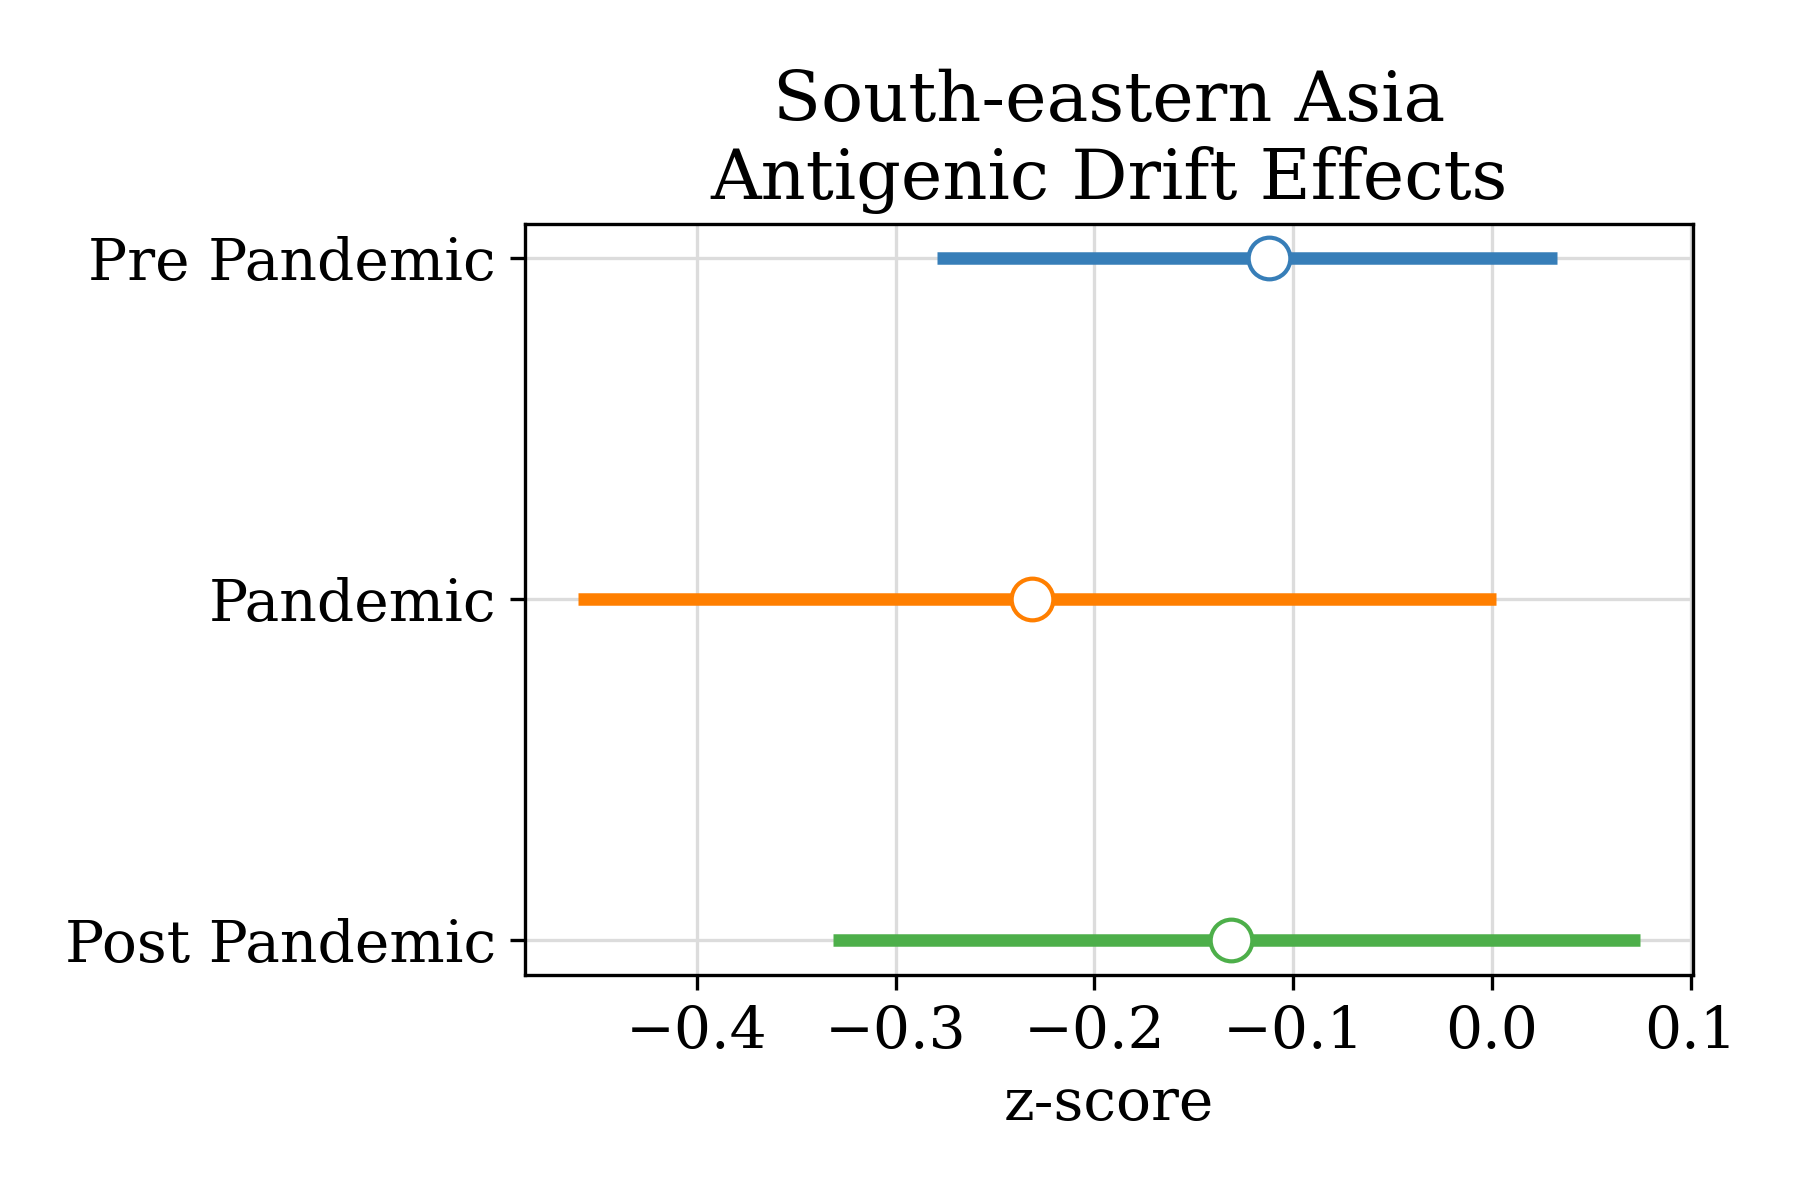 South-eastern Asia
Antigenic Drift Effects
Pre Pandemic
Pandemic
Post Pandemic
−0.4 −0.3 −0.2 −0.1 0.0 0.1
z-score